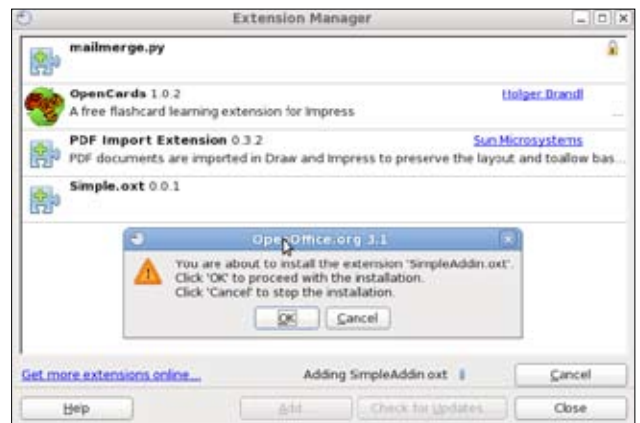 Extension Manager
mailmerge.py
OpenCards 1.0.2 Holger Brandl
A free flashcard learning extension for Impress ...
PDF Import Extension 0.3.2 Sun Microsystems
PDF documents are imported in Draw and Impress to preserve the layout and toallow bas...
Simple.oxt 0.0.1
OpenOffice.org 3.1
You are about to install the extension 'SimpleAddin.oxt'.
Click 'OK' to proceed with the installation.
Click 'Cancel' to stop the installation.
OK Cancel
Get more extensions online... Adding SimpleAddin.oxt Cancel
Help Add... Check for Updates... Close